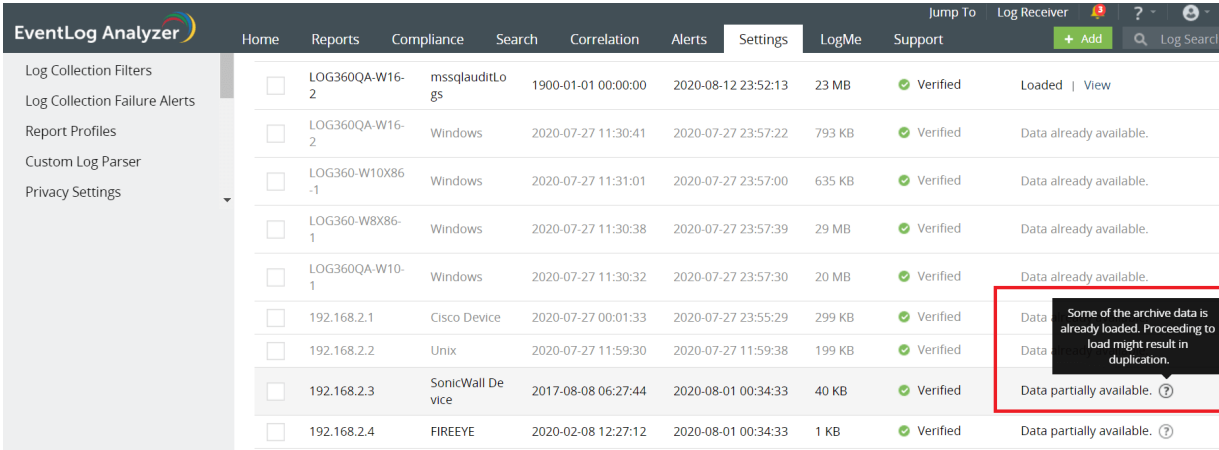 Jump To Log Receiver 3 ?
EventLog Analyzer
Home Reports Compliance Search Correlation Alerts Settings LogMe Support + Add Log Search
Log Collection Filters
Log Collection Failure Alerts
Report Profiles
Custom Log Parser
Privacy Settings
LOG360QA-W16-
2
mssqlauditLo
gs
1900-01-01 00:00:00 2020-08-12 23:52:13 23 MB Verified Loaded | View
LOG360QA-W16-
2
Windows 2020-07-27 11:30:41 2020-07-27 23:57:22 793 KB Verified Data already available.
LOG360-W10X86
-1
Windows 2020-07-27 11:31:01 2020-07-27 23:57:00 635 KB Verified Data already available.
LOG360-W8X86-
1
Windows 2020-07-27 11:30:38 2020-07-27 23:57:39 29 MB Verified Data already available.
LOG360QA-W10-
1
Windows 2020-07-27 11:30:32 2020-07-27 23:57:30 20 MB Verified Data already available.
192.168.2.1 Cisco Device 2020-07-27 00:01:33 2020-07-27 23:55:29 299 KB Verified Data
192.168.2.2 Unix 2020-07-27 11:59:30 2020-07-27 11:59:38 199 KB Verified Data
Some of the archive data is
already loaded. Proceeding to
load might result in
duplication.
192.168.2.3
SonicWall De
vice
2017-08-08 06:27:44 2020-08-01 00:34:33 40 KB Verified Data partially available. ?
192.168.2.4 FIREEYE 2020-02-08 12:27:12 2020-08-01 00:34:33 1 KB Verified Data partially available. ?